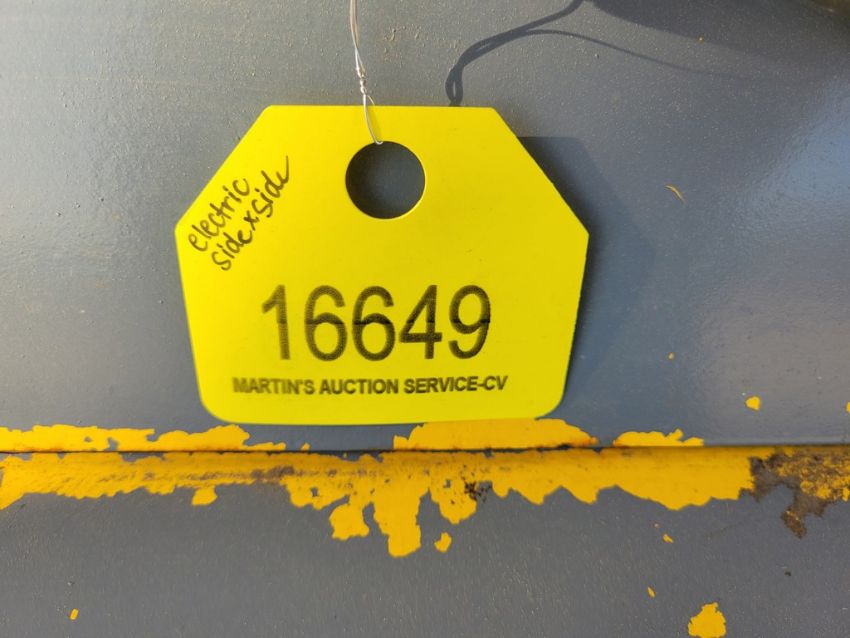 electric
side x side
16649
MARTIN'S AUCTION SERVICE-CV